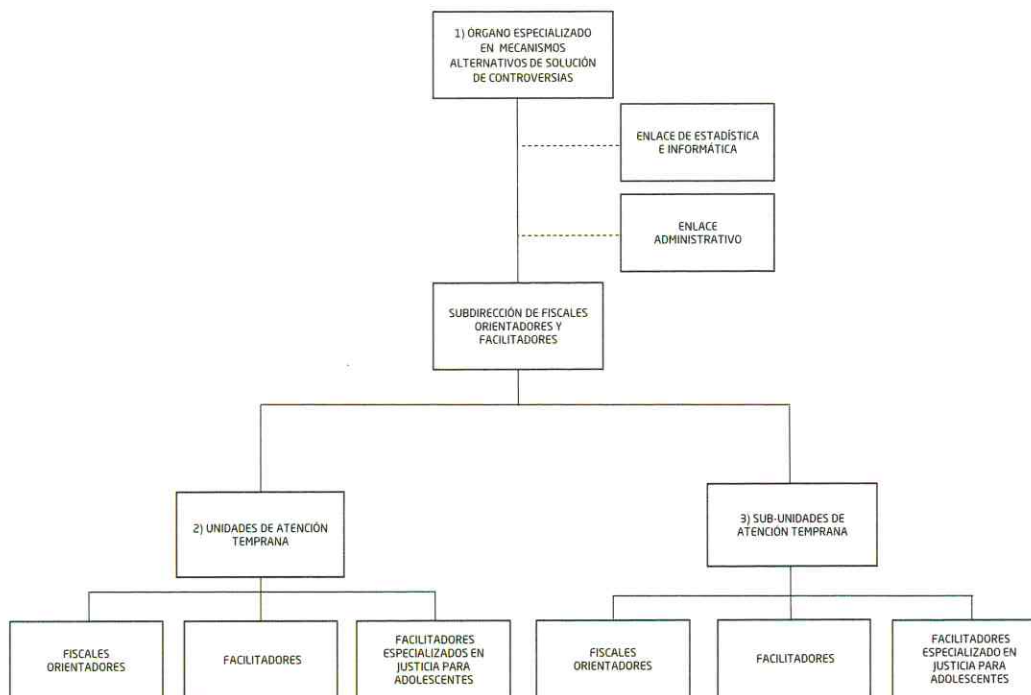 1) ÓRGANO ESPECIALIZADO
EN MECANISMOS
ALTERNATIVOS DE SOLUCIÓN
DE CONTROVERSIAS
ENLACE DE ESTADÍSTICA
E INFORMÁTICA
ENLACE
ADMINISTRATIVO
SUBDIRECCIÓN DE FISCALES
ORIENTADORES Y
FACILITADORES
2) UNIDADES DE ATENCIÓN
TEMPRANA
3) SUB-UNIDADES DE
ATENCIÓN TEMPRANA
FISCALES
ORIENTADORES
FACILITADORES
FACILITADORES
ESPECIALIZADOS EN
JUSTICIA PARA
ADOLESCENTES
FISCALES
ORIENTADORES
FACILITADORES
FACILITADORES
ESPECIALIZADO EN
JUSTICIA PARA
ADOLESCENTES